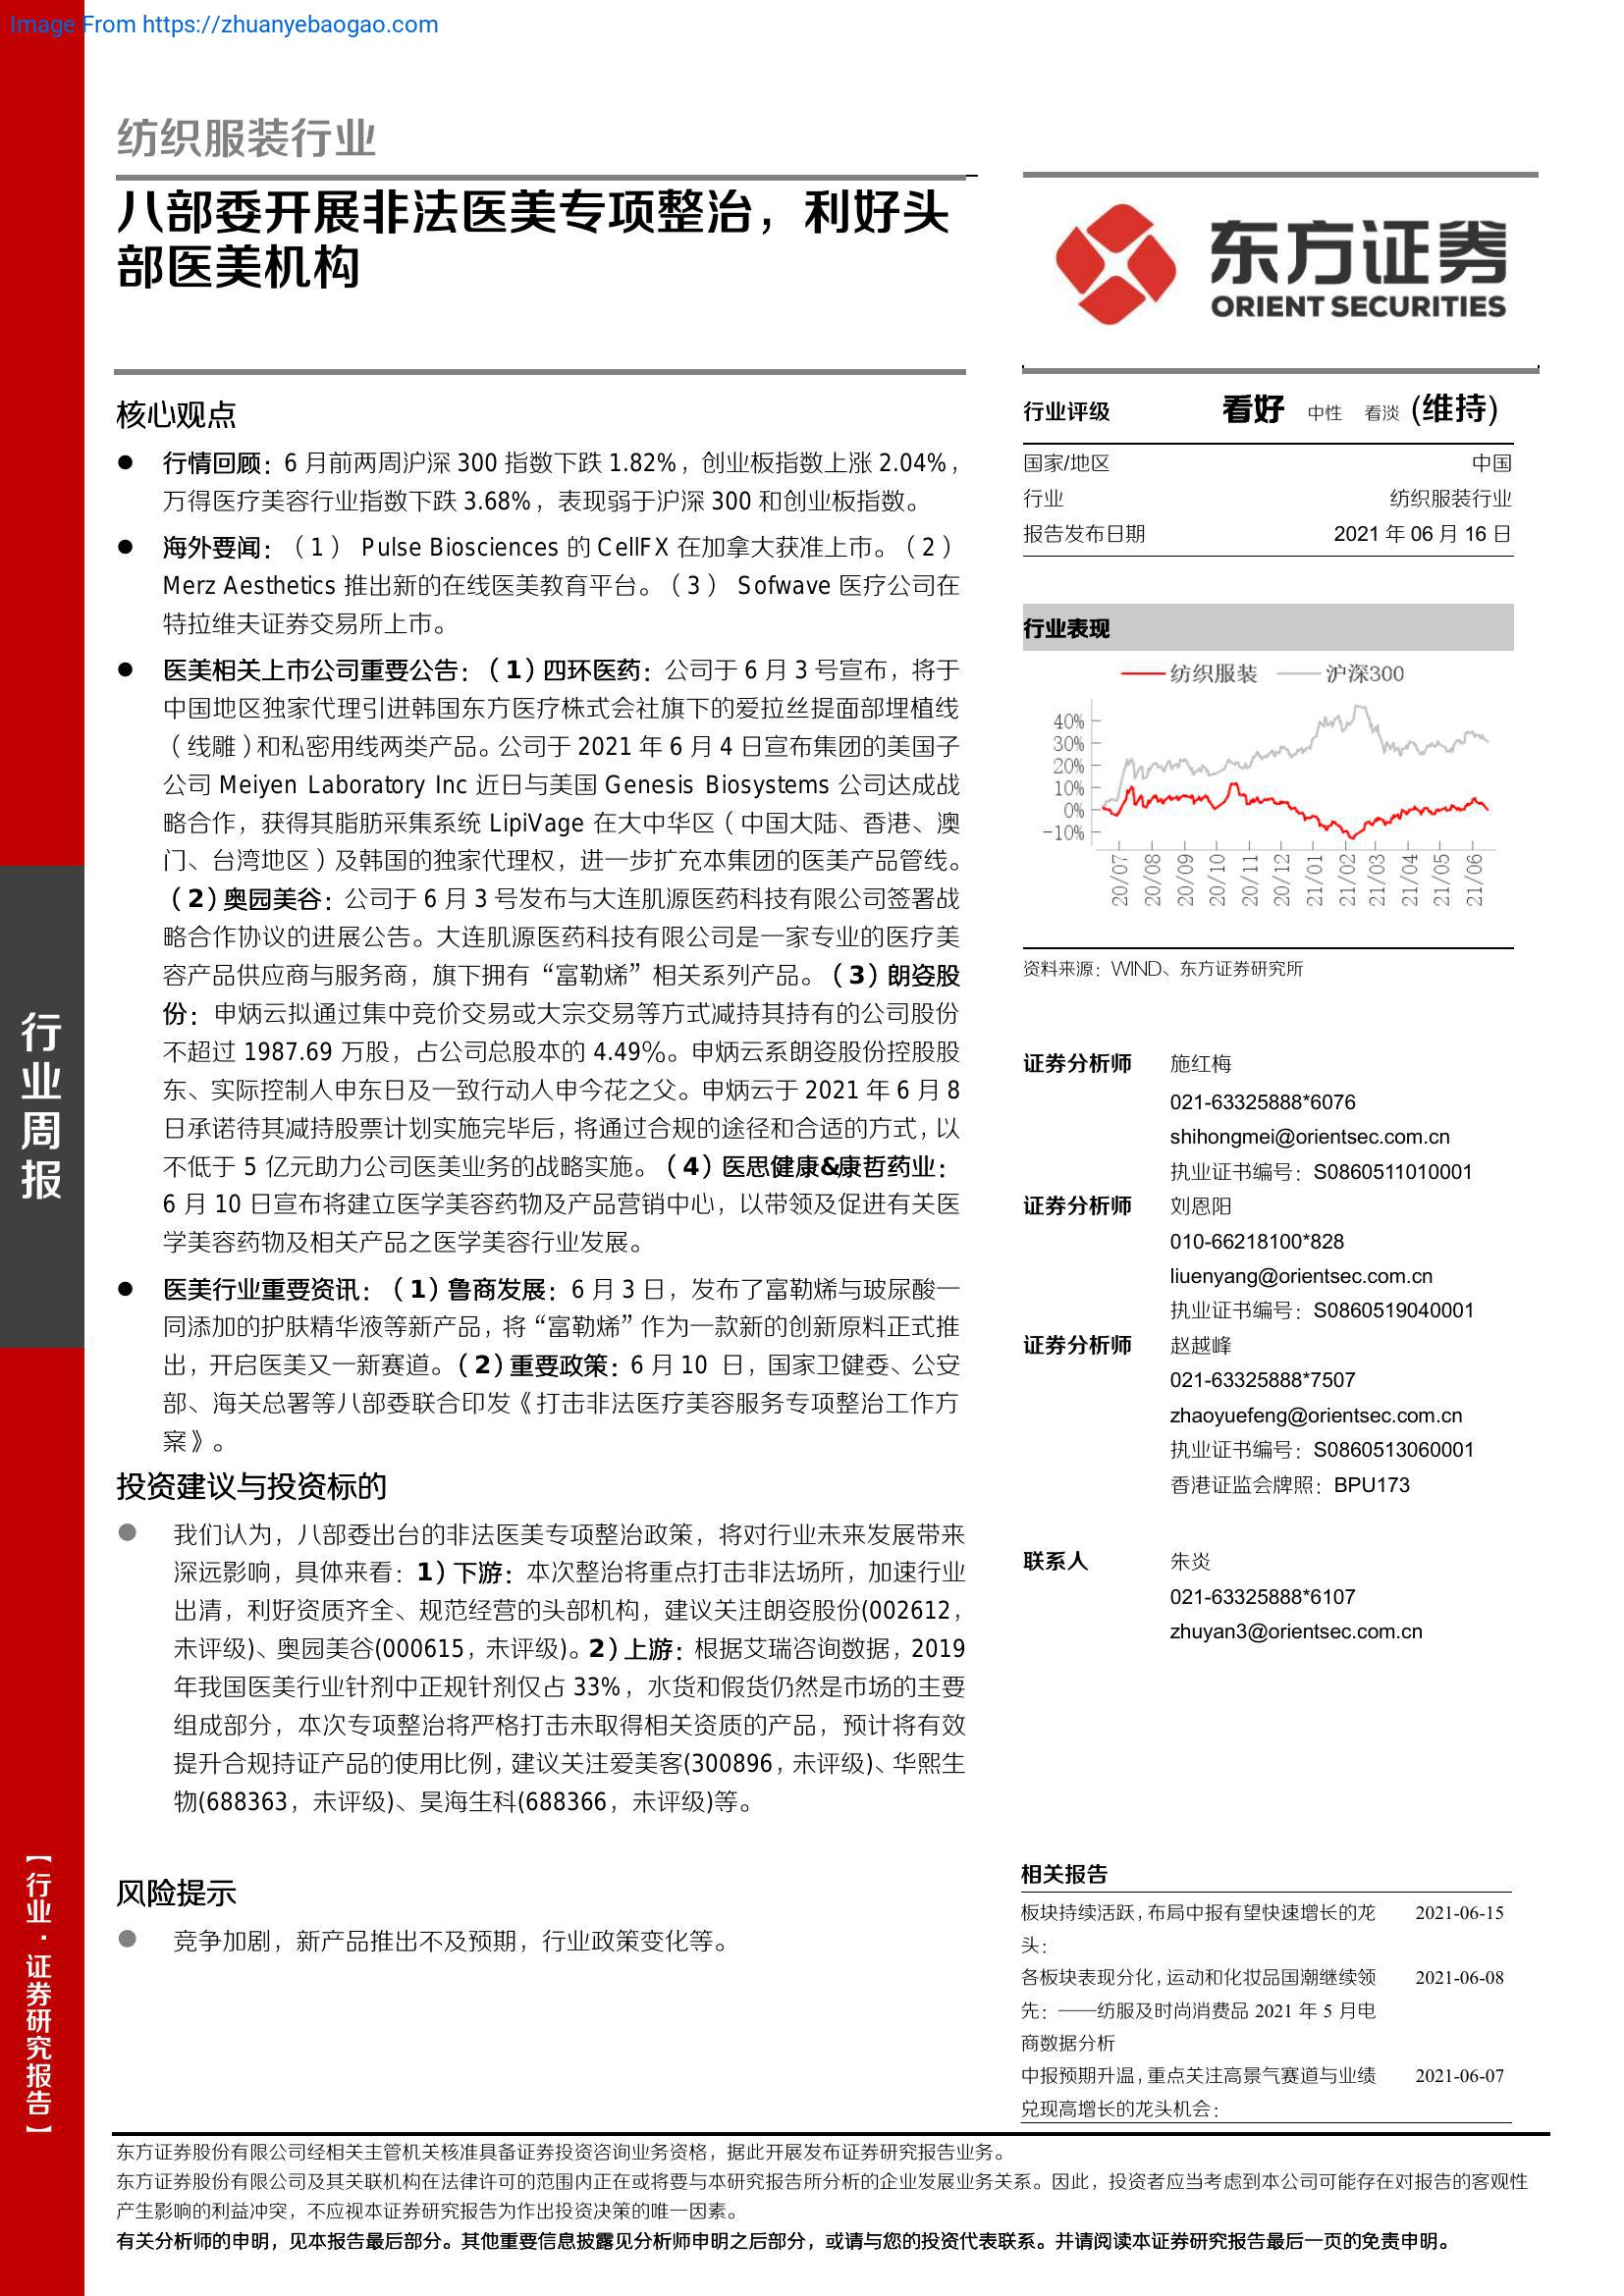 Image From https://zhuanyebaogao.com
纺织服装行业
八部委开展非法医美专项整治，利好头
部医美机构
东方证券
ORIENT SECURITIES
核心观点
● 行情回顾：6 月前两周沪深 300 指数下跌 1.82%，创业板指数上涨 2.04%，
万得医疗美容行业指数下跌 3.68%，表现弱于沪深 300 和创业板指数。
● 海外要闻：（1） Pulse Biosciences 的 CellFX 在加拿大获准上市。（2）
Merz Aesthetics 推出新的在线医美教育平台。（3） Sofwave 医疗公司在
特拉维夫证券交易所上市。
● 医美相关上市公司重要公告：（1）四环医药：公司于 6 月 3 号宣布，将于
中国地区独家代理引进韩国东方医疗株式会社旗下的爱拉丝提面部埋植线
（线雕）和私密用线两类产品。公司于 2021 年 6 月 4 日宣布集团的美国子
公司 Meiyen Laboratory Inc 近日与美国 Genesis Biosystems 公司达成战
略合作，获得其脂肪采集系统 LipiVage 在大中华区（中国大陆、香港、澳
门、台湾地区）及韩国的独家代理权，进一步扩充本集团的医美产品管线。
（2）奥园美谷：公司于 6 月 3 号发布与大连肌源医药科技有限公司签署战
略合作协议的进展公告。大连肌源医药科技有限公司是一家专业的医疗美
容产品供应商与服务商，旗下拥有“富勒烯”相关系列产品。（3）朗姿股
份：申炳云拟通过集中竞价交易或大宗交易等方式减持其持有的公司股份
不超过 1987.69 万股，占公司总股本的 4.49%。申炳云系朗姿股份控股股
东、实际控制人申东日及一致行动人申今花之父。申炳云于 2021 年 6 月 8
日承诺待其减持股票计划实施完毕后，将通过合规的途径和合适的方式，以
不低于 5 亿元助力公司医美业务的战略实施。（4）医思健康&康哲药业：
6 月 10 日宣布将建立医学美容药物及产品营销中心，以带领及促进有关医
学美容药物及相关产品之医学美容行业发展。
● 医美行业重要资讯：（1）鲁商发展：6 月 3 日，发布了富勒烯与玻尿酸一
同添加的护肤精华液等新产品，将“富勒烯”作为一款新的创新原料正式推
出，开启医美又一新赛道。（2）重要政策：6 月 10 日，国家卫健委、公安
部、海关总署等八部委联合印发《打击非法医疗美容服务专项整治工作方
案》。
投资建议与投资标的
● 我们认为，八部委出台的非法医美专项整治政策，将对行业未来发展带来
深远影响，具体来看：1）下游：本次整治将重点打击非法场所，加速行业
出清，利好资质齐全、规范经营的头部机构，建议关注朗姿股份(002612，
未评级)、奥园美谷(000615，未评级)。2）上游：根据艾瑞咨询数据，2019
年我国医美行业针剂中正规针剂仅占 33%，水货和假货仍然是市场的主要
组成部分，本次专项整治将严格打击未取得相关资质的产品，预计将有效
提升合规持证产品的使用比例，建议关注爱美客(300896，未评级)、华熙生
物(688363，未评级)、昊海生科(688366，未评级)等。
风险提示
● 竞争加剧，新产品推出不及预期，行业政策变化等。
行业评级 看好 中性 看淡 (维持)
国家/地区 中国
行业 纺织服装行业
报告发布日期 2021 年 06 月 16 日
行业表现
纺织服装 沪深300
40%
30%
20%
10%
0%
-10%
20/07 20/08 20/09 20/10 20/11 20/12 21/01 21/02 21/03 21/04 21/05 21/06
资料来源：WIND、东方证券研究所
证券分析师 施红梅
021-63325888*6076
shihongmei@orientsec.com.cn
执业证书编号：S0860511010001
证券分析师 刘恩阳
010-66218100*828
liuenyang@orientsec.com.cn
执业证书编号：S0860519040001
证券分析师 赵越峰
021-63325888*7507
zhaoyuefeng@orientsec.com.cn
执业证书编号：S0860513060001
香港证监会牌照：BPU173
联系人 朱炎
021-63325888*6107
zhuyan3@orientsec.com.cn
相关报告
板块持续活跃，布局中报有望快速增长的龙 2021-06-15
头：
各板块表现分化，运动和化妆品国潮继续领 2021-06-08
先：——纺服及时尚消费品 2021 年 5 月电
商数据分析
中报预期升温，重点关注高景气赛道与业绩 2021-06-07
兑现高增长的龙头机会：
行业周报
【行业·证券研究报告】
东方证券股份有限公司经相关主管机关核准具备证券投资咨询业务资格，据此开展发布证券研究报告业务。
东方证券股份有限公司及其关联机构在法律许可的范围内正在或将要与本研究报告所分析的企业发展业务关系。因此，投资者应当考虑到本公司可能存在对报告的客观性
产生影响的利益冲突，不应视本证券研究报告为作出投资决策的唯一因素。
有关分析师的申明，见本报告最后部分。其他重要信息披露见分析师申明之后部分，或请与您的投资代表联系。并请阅读本证券研究报告最后一页的免责申明。